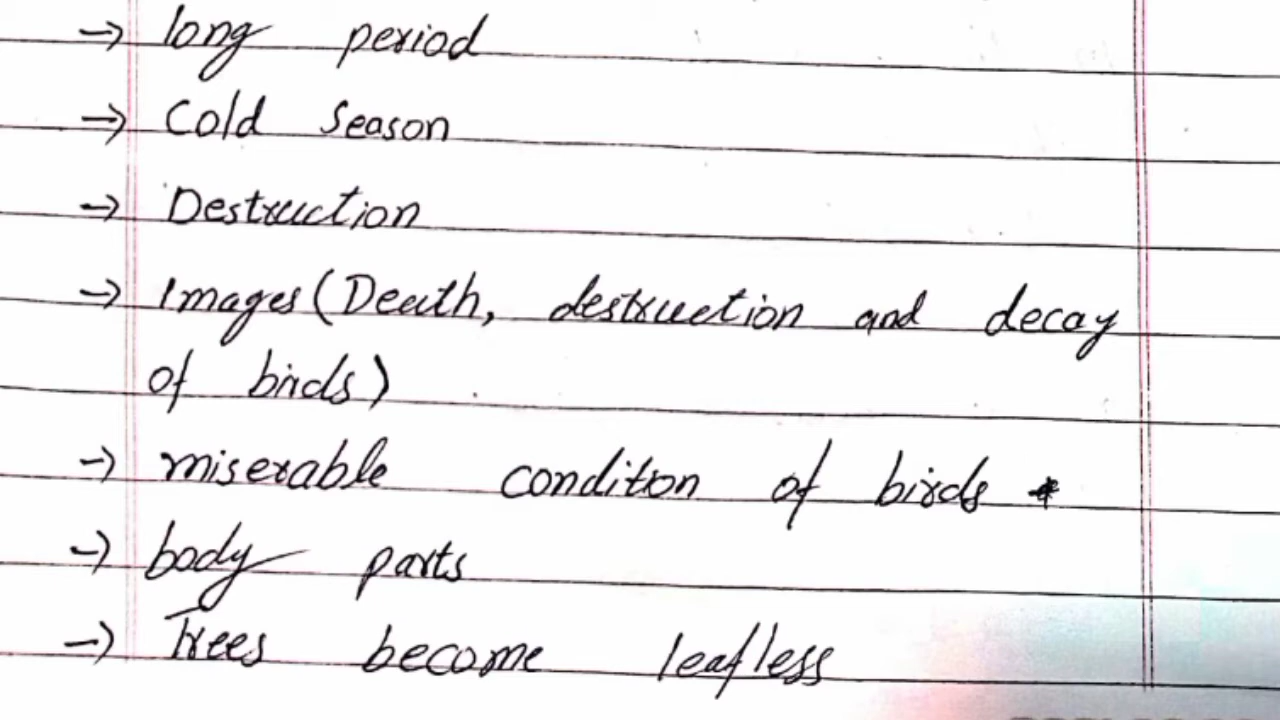 → long period
→ Cold Season
→ Destruction
→ Images (Death, destruction and decay
of birds)
→ miserable condition of birds
→ body parts
→ Trees become leafless